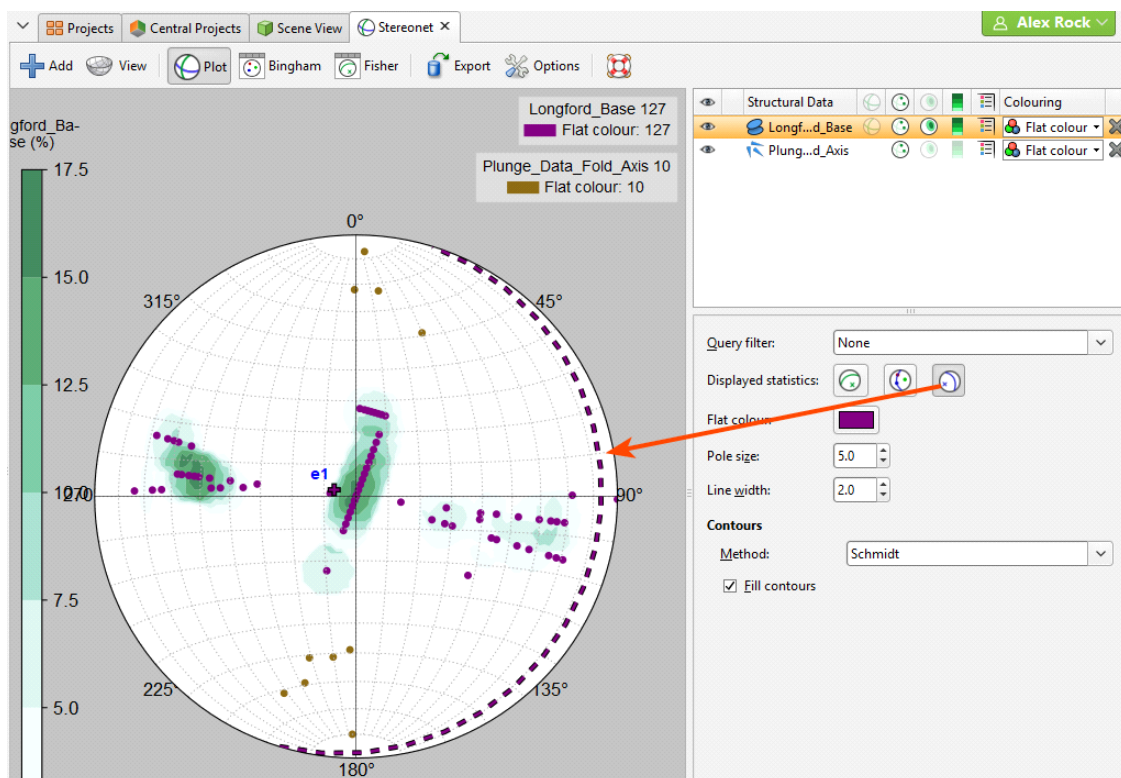 Projects
Central Projects
Scene View
Stereonet
Alex Rock
Add
View
Plot
Bingham
Fisher
Export
Options
gford_Ba-
se (%)
17.5
15.0
12.5
10.0
7.5
5.0
Longford_Base 127
Flat colour: 127
Plunge_Data_Fold_Axis 10
Flat colour: 10
0°
45°
90°
135°
180°
225°
270
315°
e1
Structural Data
Colouring
Longf...d_Base
Flat colour
Plung...d_Axis
Flat colour
Query filter:
None
Displayed statistics:
Flat colour
Pole size:
5.0
Line width:
2.0
Contours
Method:
Schmidt
Fill contours